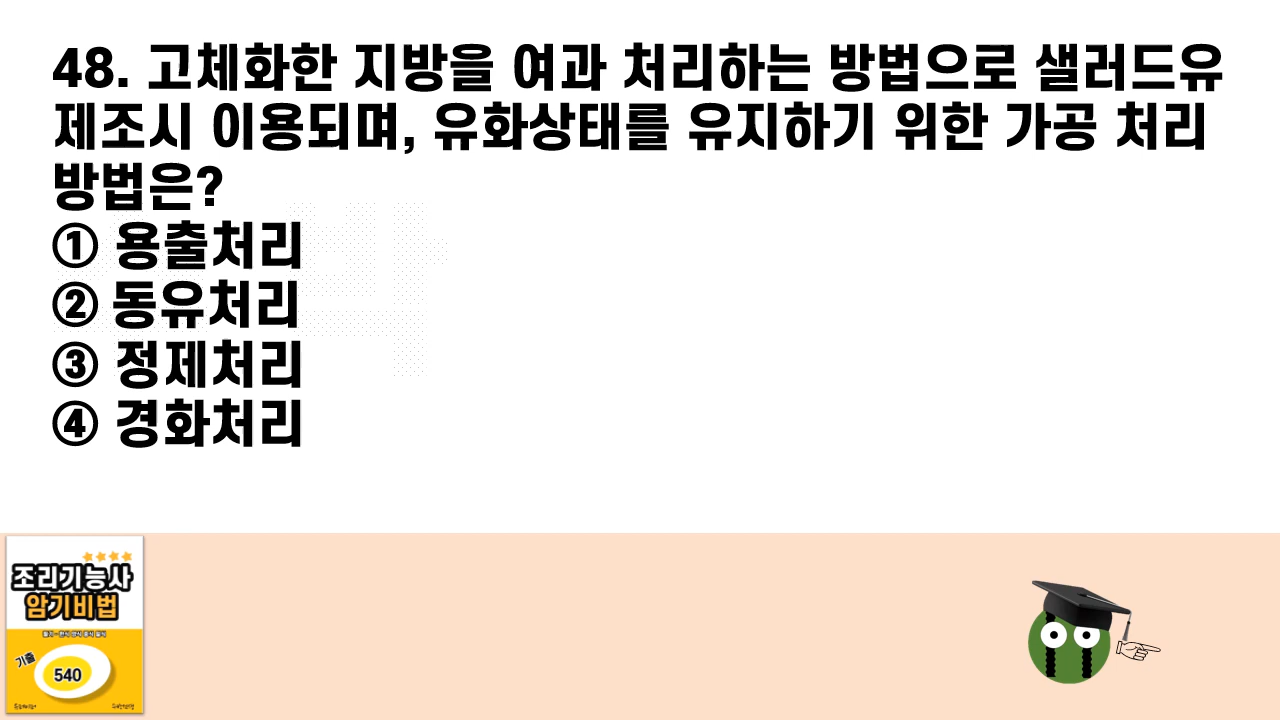 48. 고체화한 지방을 여과 처리하는 방법으로 샐러드유
제조시 이용되며, 유화상태를 유지하기 위한 가공 처리
방법은?
① 용출처리
② 동유처리
③ 정제처리
④ 경화처리
조리기능사
암기비법
기출
540